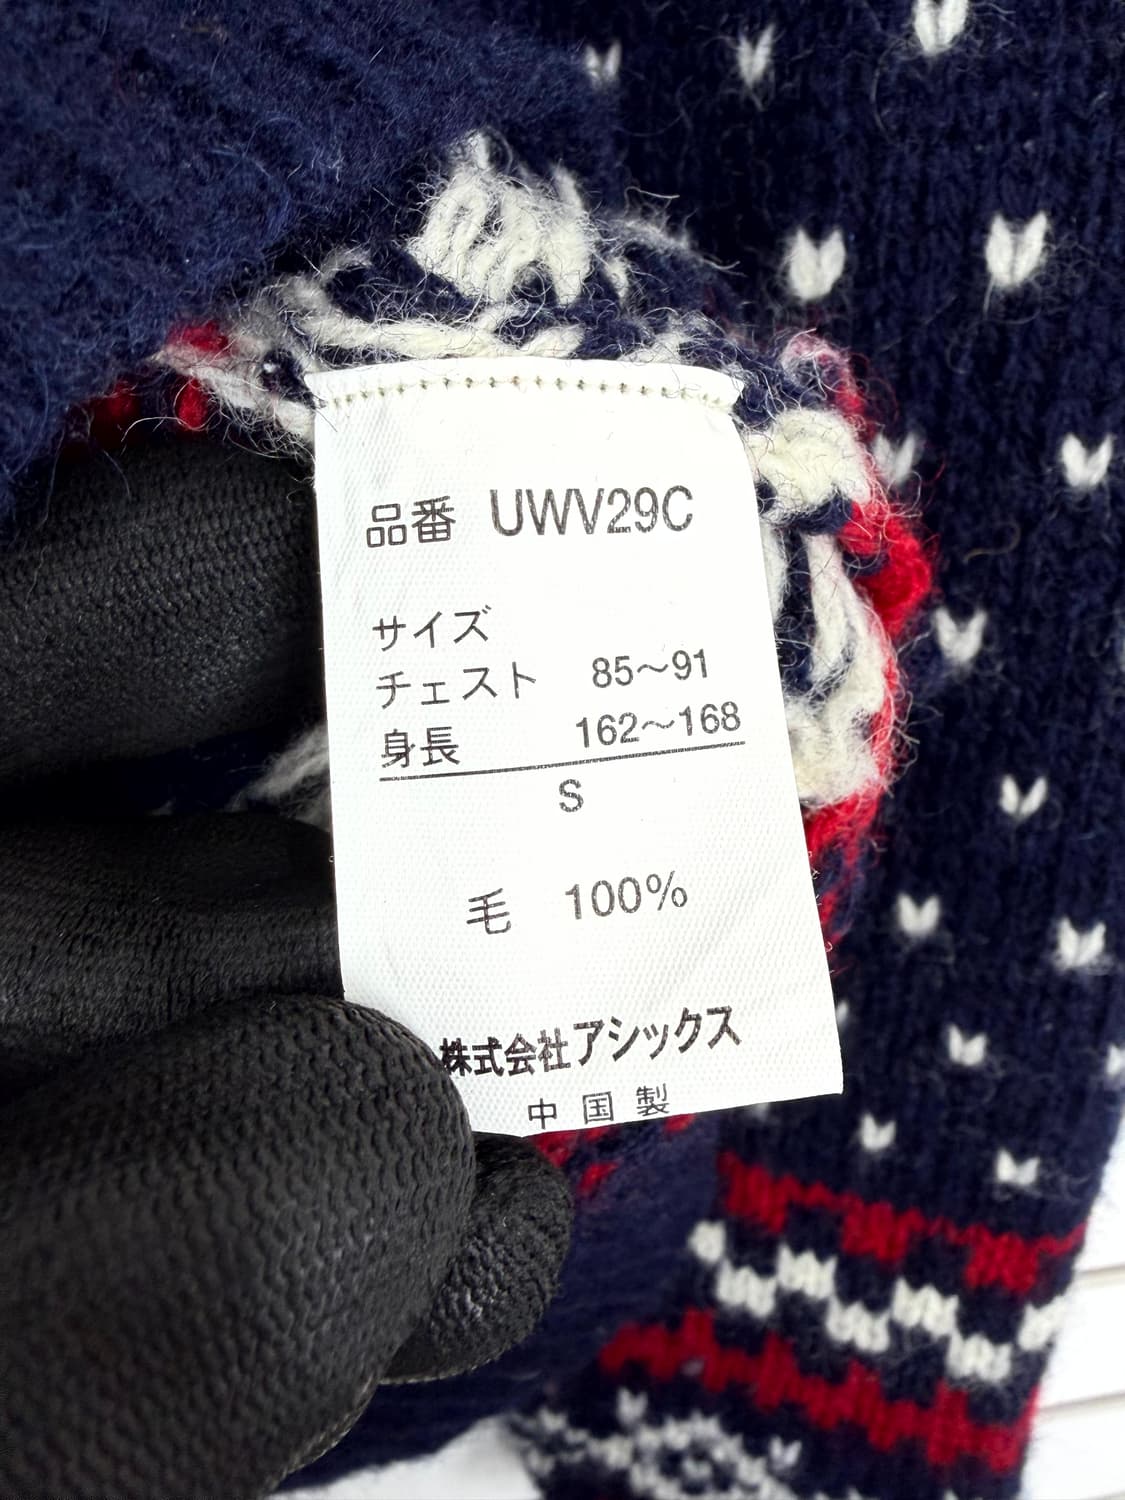 品番 UWV29C
サイズ
チェスト 85～91
身長 162～168
S
毛 100%
株式会社アシックス
中国製